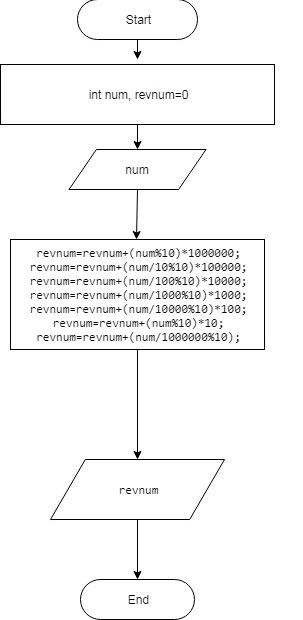 Start
int num, revnum=0
num
revnum=revnum+(num%10)*1000000;
revnum=revnum+(num/10%10)*100000;
revnum=revnum+(num/100%10)*10000;
revnum=revnum+(num/1000%10)*1000;
revnum=revnum+(num/10000%10)*100;
revnum=revnum+(num%10)*10;
revnum=revnum+(num/1000000%10);
revnum
End